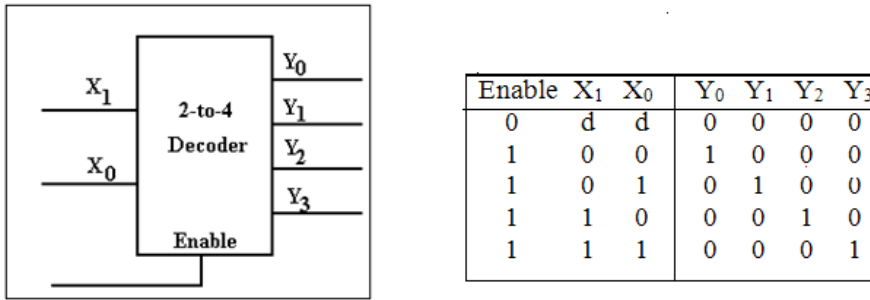 X1
X0
2-to-4
Decoder
Enable
Y0
Y1
Y2
Y3
Enable X1 X0 Y0 Y1 Y2 Y3
0 d d 0 0 0 0
1 0 0 1 0 0 0
1 0 1 0 1 0 0
1 1 0 0 0 1 0
1 1 1 0 0 0 1